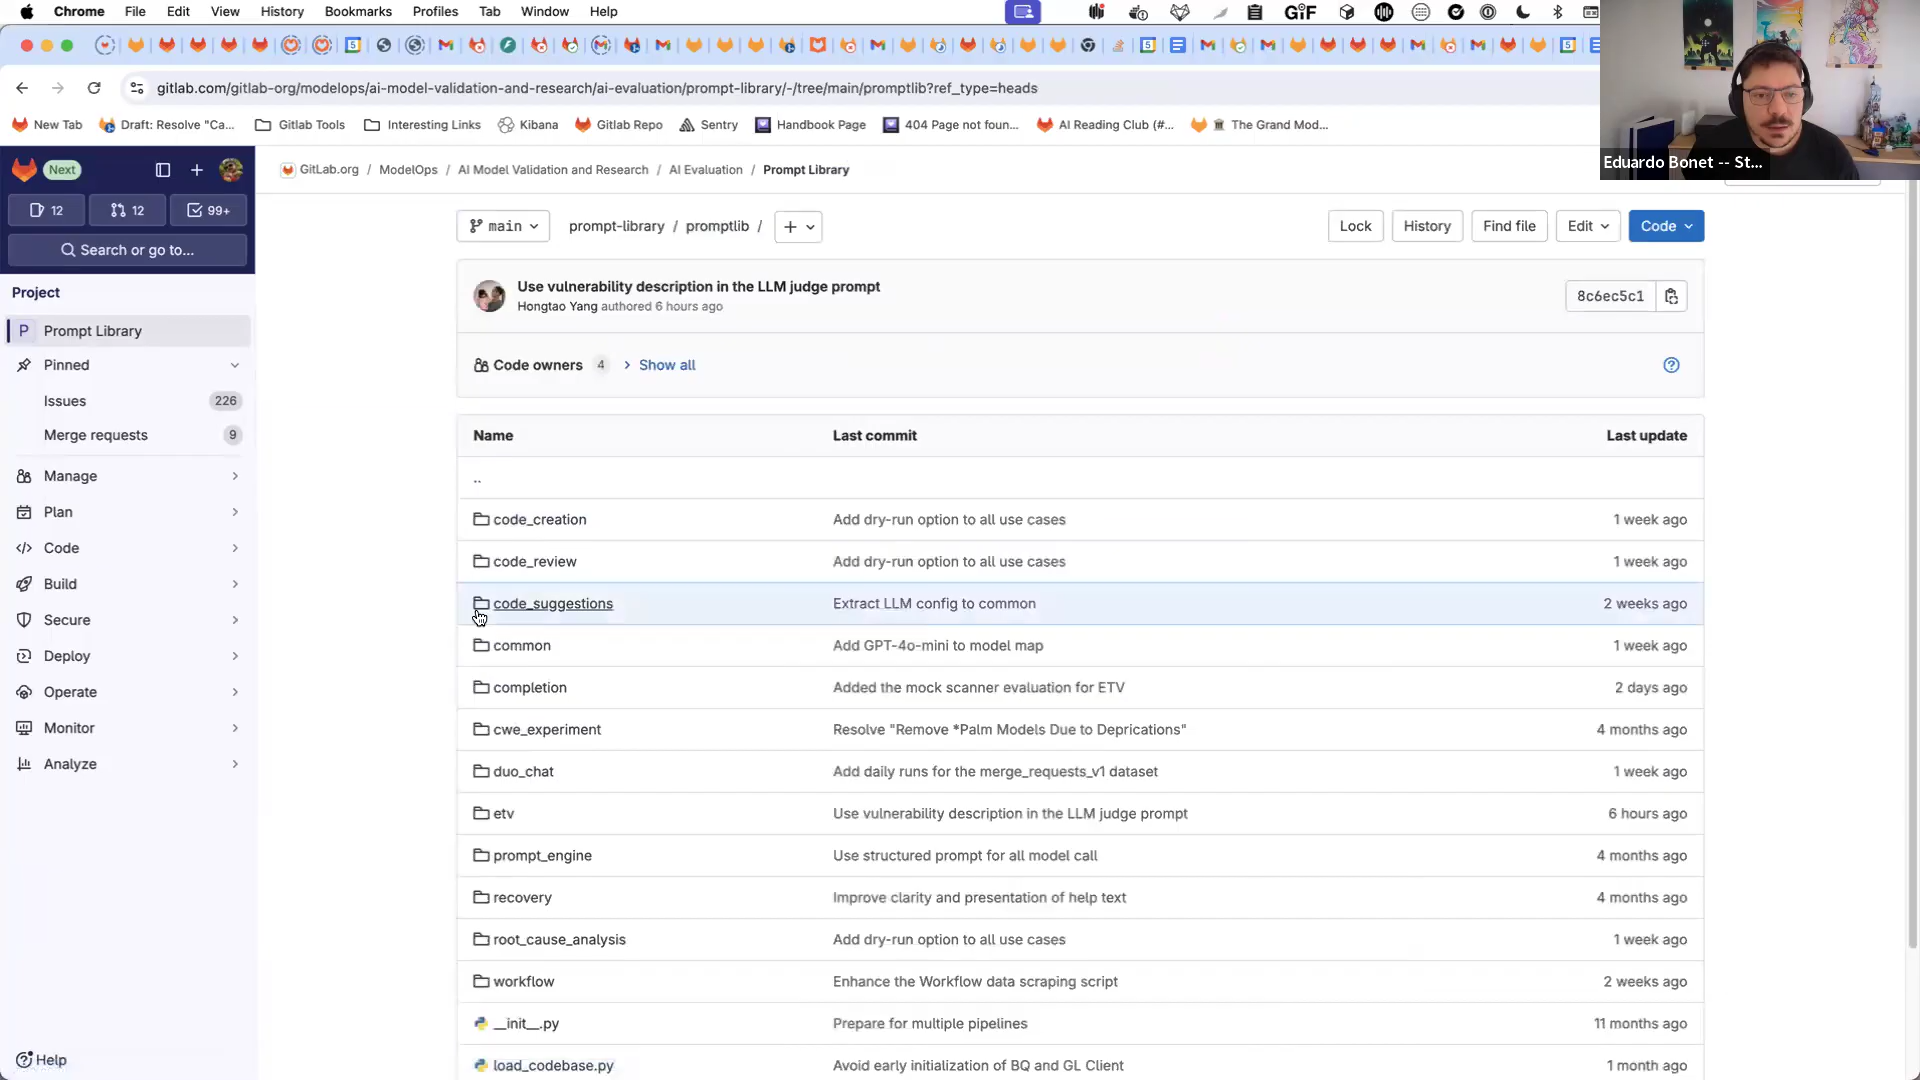 Chrome File Edit View History Bookmarks Profiles Tab Window Help
GIF
gitlab.com/gitlab-org/modelops/ai-model-validation-and-research/ai-evaluation/prompt-library/-/tree/main/promptlib?ref_type=heads
New Tab Draft: Resolve "Ca... Gitlab Tools Interesting Links Kibana Gitlab Repo Sentry Handbook Page 404 Page not foun... AI Reading Club (#... The Grand Mod...
Eduardo Bonet -- St...
Next
12 12 99+
Search or go to...
Project
P Prompt Library
Pinned
Issues 226
Merge requests 9
Manage
Plan
Code
Build
Secure
Deploy
Operate
Monitor
Analyze
Help
GitLab.org / ModelOps / AI Model Validation and Research / AI Evaluation / Prompt Library
main prompt-library / promptlib / + Lock History Find file Edit Code
Use vulnerability description in the LLM judge prompt
Hongtao Yang authored 6 hours ago
8c6ec5c1
Code owners 4 Show all
Name Last commit Last update
..
code_creation Add dry-run option to all use cases 1 week ago
code_review Add dry-run option to all use cases 1 week ago
code_suggestions Extract LLM config to common 2 weeks ago
common Add GPT-4o-mini to model map 1 week ago
completion Added the mock scanner evaluation for ETV 2 days ago
cwe_experiment Resolve "Remove *Palm Models Due to Deprications" 4 months ago
duo_chat Add daily runs for the merge_requests_v1 dataset 1 week ago
etv Use vulnerability description in the LLM judge prompt 6 hours ago
prompt_engine Use structured prompt for all model call 4 months ago
recovery Improve clarity and presentation of help text 4 months ago
root_cause_analysis Add dry-run option to all use cases 1 week ago
workflow Enhance the Workflow data scraping script 2 weeks ago
__init__.py Prepare for multiple pipelines 11 months ago
load_codebase.py Avoid early initialization of BQ and GL Client 1 month ago